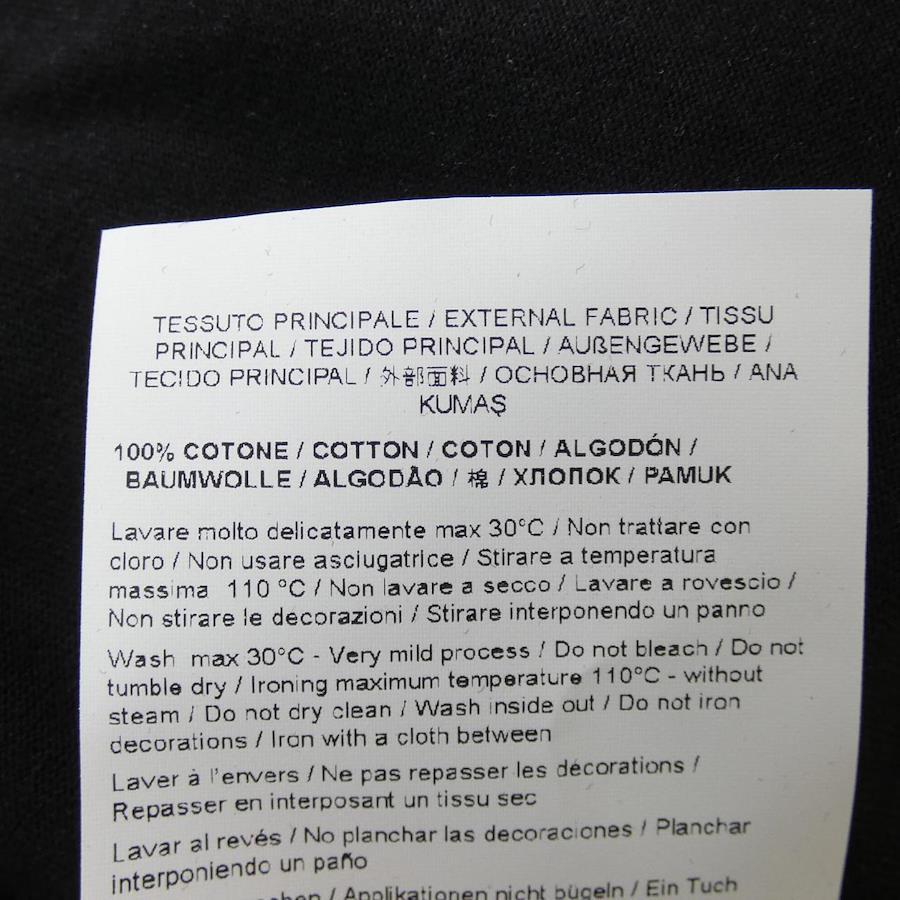 TESSUTO PRINCIPALE / EXTERNAL FABRIC / TISSU
PRINCIPAL / TEJIDO PRINCIPAL / AUßENGEWEBE /
TECIDO PRINCIPAL / 外部面料 / ОСНОВНАЯ ТКАНЬ / ANA
KUMAŞ
100% COTONE / COTTON / COTON / ALGODÓN /
BAUMWOLLE / ALGODÃO / 棉 / ХЛОПОК / PAMUK
Lavare molto delicatamente max 30°C / Non trattare con
cloro / Non usare asciugatrice / Stirare a temperatura
massima 110 °C / Non lavare a secco / Lavare a rovescio /
Non stirare le decorazioni / Stirare interponendo un panno
Wash max 30°C - Very mild process / Do not bleach / Do not
tumble dry / Ironing maximum temperature 110°C - without
steam / Do not dry clean / Wash inside out / Do not iron
decorations / Iron with a cloth between
Laver à l'envers / Ne pas repasser les décorations /
Repasser en interposant un tissu sec
Lavar al revés / No planchar las decoraciones / Planchar
interponiendo un paño
/ Applikationen nicht bügeln / Ein Tuch